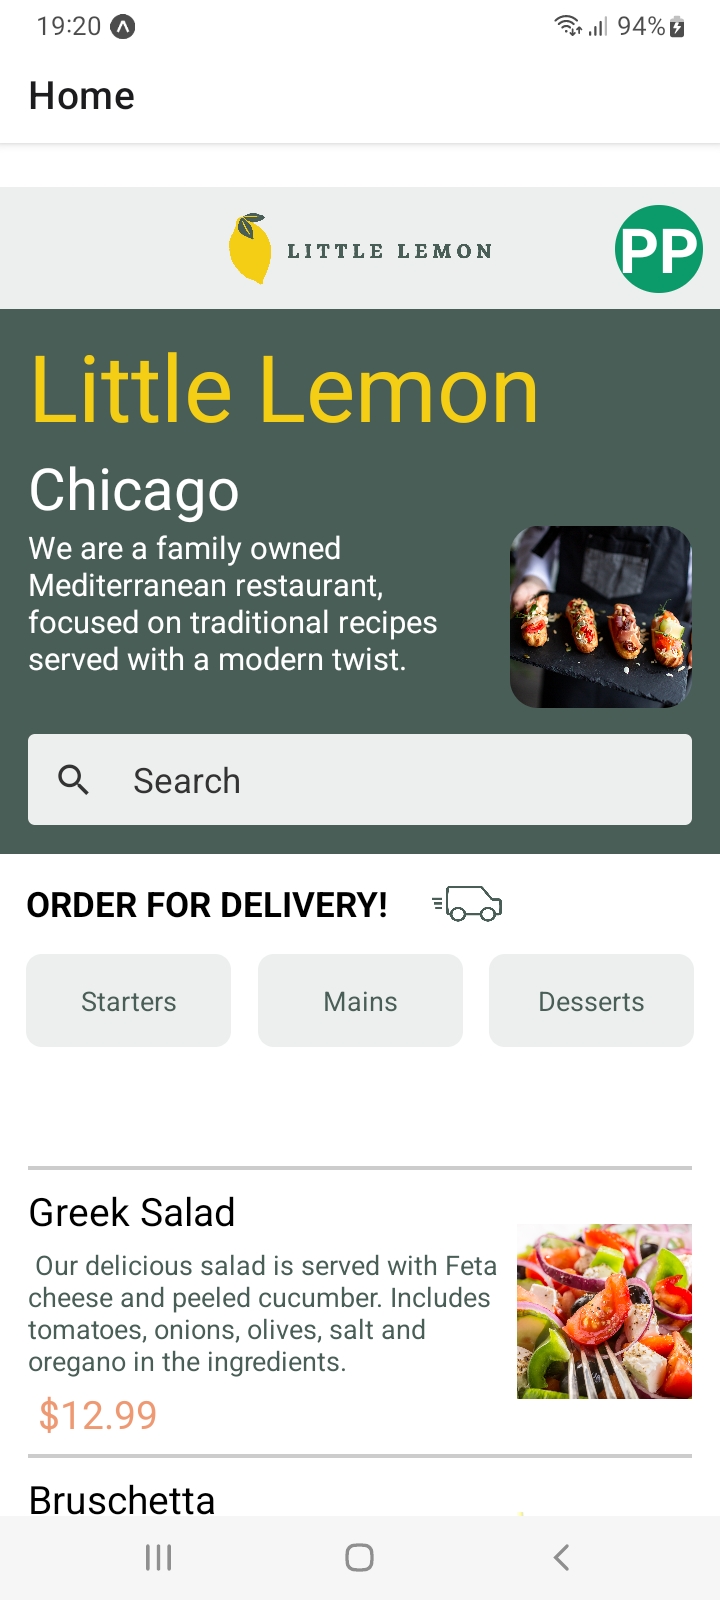 19:20
94%
Home
LITTLE LEMON
PP
Little Lemon
Chicago
We are a family owned
Mediterranean restaurant,
focused on traditional recipes
served with a modern twist.
Search
ORDER FOR DELIVERY!
Starters
Mains
Desserts
Greek Salad
Our delicious salad is served with Feta
cheese and peeled cucumber. Includes
tomatoes, onions, olives, salt and
oregano in the ingredients.
$12.99
Bruschetta